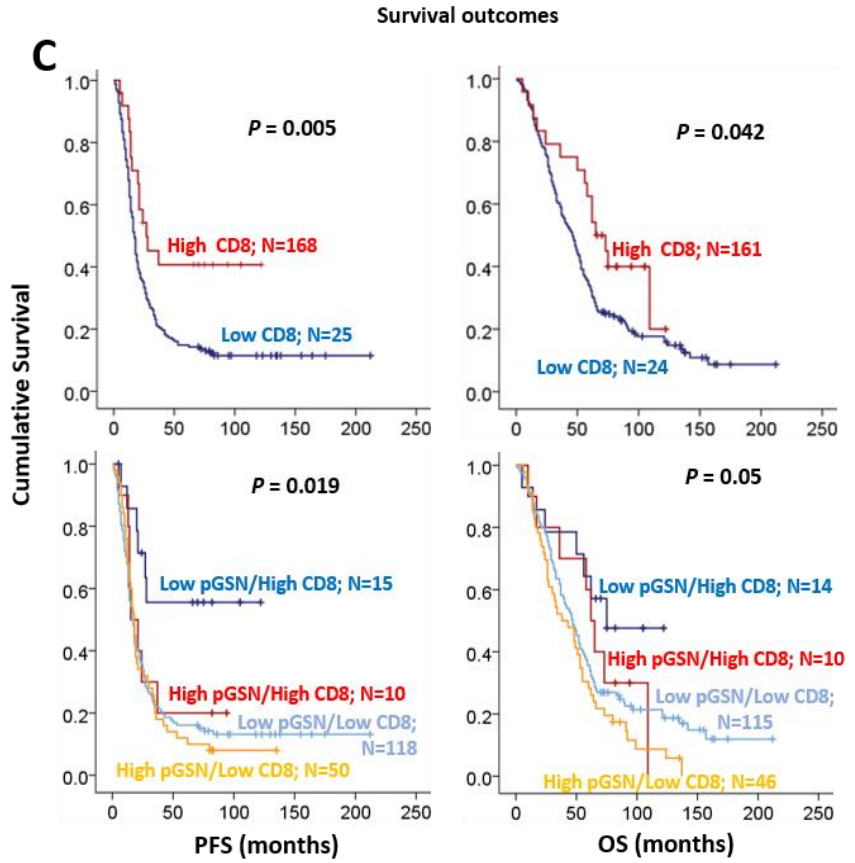 Survival outcomes
C
Cumulative Survival
1.0
0.8
0.6
0.4
0.2
0.0
P = 0.005
High CD8; N=168
Low CD8; N=25
0 50 100 150 200 250
1.0
0.8
0.6
0.4
0.2
0.0
P = 0.042
High CD8; N=161
Low CD8; N=24
0 50 100 150 200 250
1.0
0.8
0.6
0.4
0.2
0.0
P = 0.019
Low pGSN/High CD8; N=15
High pGSN/High CD8; N=10
Low pGSN/Low CD8;
N=118
High pGSN/Low CD8; N=50
0 50 100 150 200 250
PFS (months)
1.0
0.8
0.6
0.4
0.2
0.0
P = 0.05
Low pGSN/High CD8; N=14
High pGSN/High CD8; N=10
Low pGSN/Low CD8;
N=115
High pGSN/Low CD8; N=46
0 50 100 150 200 250
OS (months)